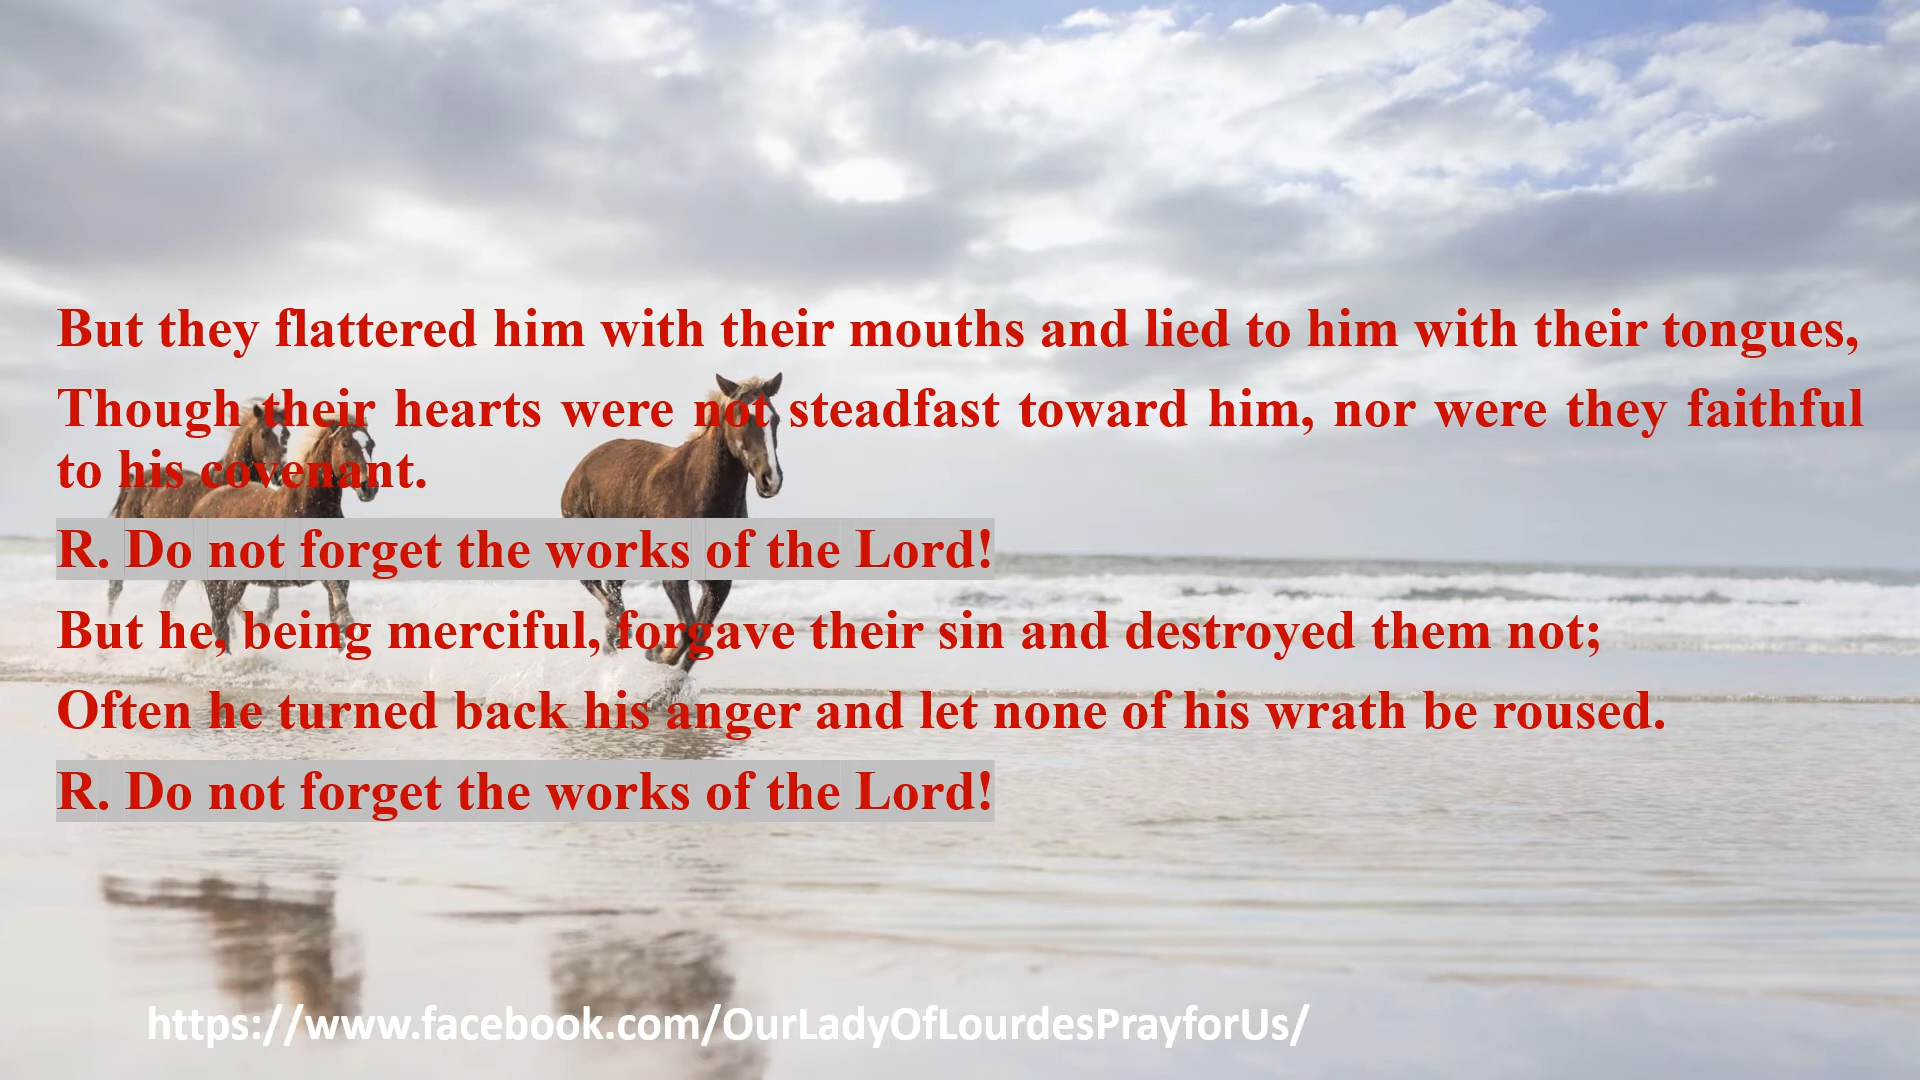 But they flattered him with their mouths and lied to him with their tongues,
Though their hearts were not steadfast toward him, nor were they faithful
to his covenant.
R. Do not forget the works of the Lord!
But he, being merciful, forgave their sin and destroyed them not;
Often he turned back his anger and let none of his wrath be roused.
R. Do not forget the works of the Lord!
https://www.facebook.com/OurLadyOfLourdesPrayforUs/